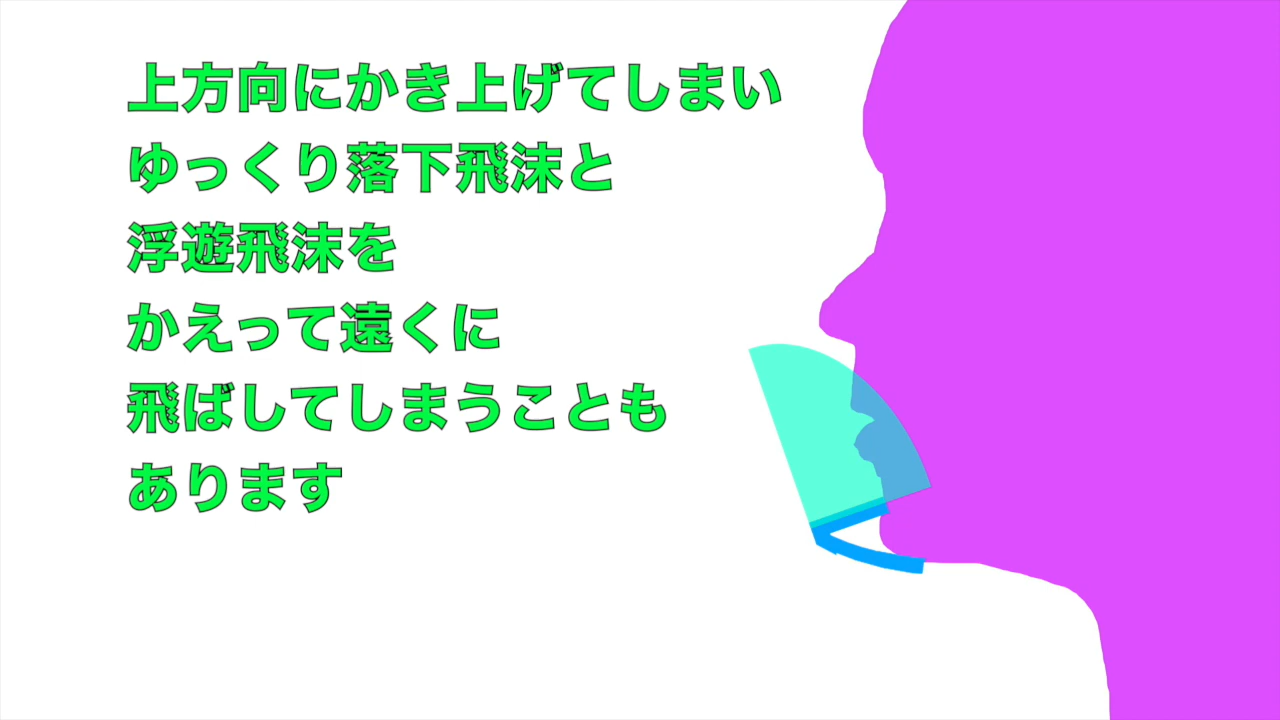 上方向にかき上げてしまい
ゆっくり落下飛沫と
浮遊飛沫を
かえって遠くに
飛ばしてしまうことも
あります